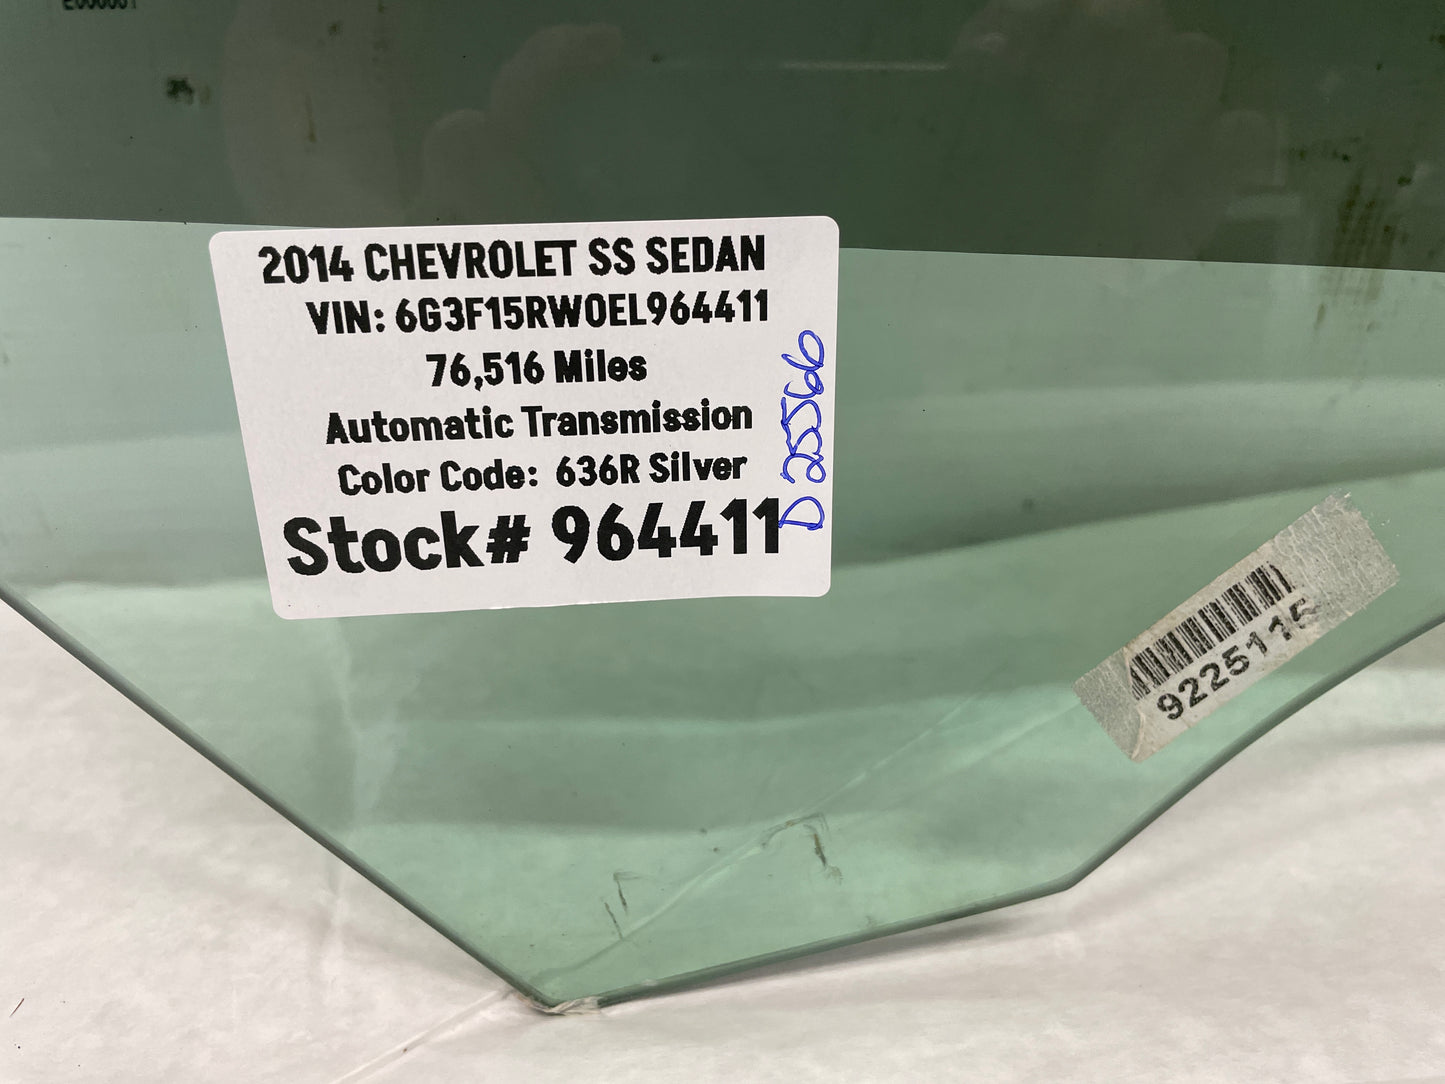 2014 CHEVROLET SS SEDAN
VIN: 6G3F15RW0EL964411
76,516 Miles
Automatic Transmission
Color Code: 636R Silver
Stock# 964411
D25566
9225115